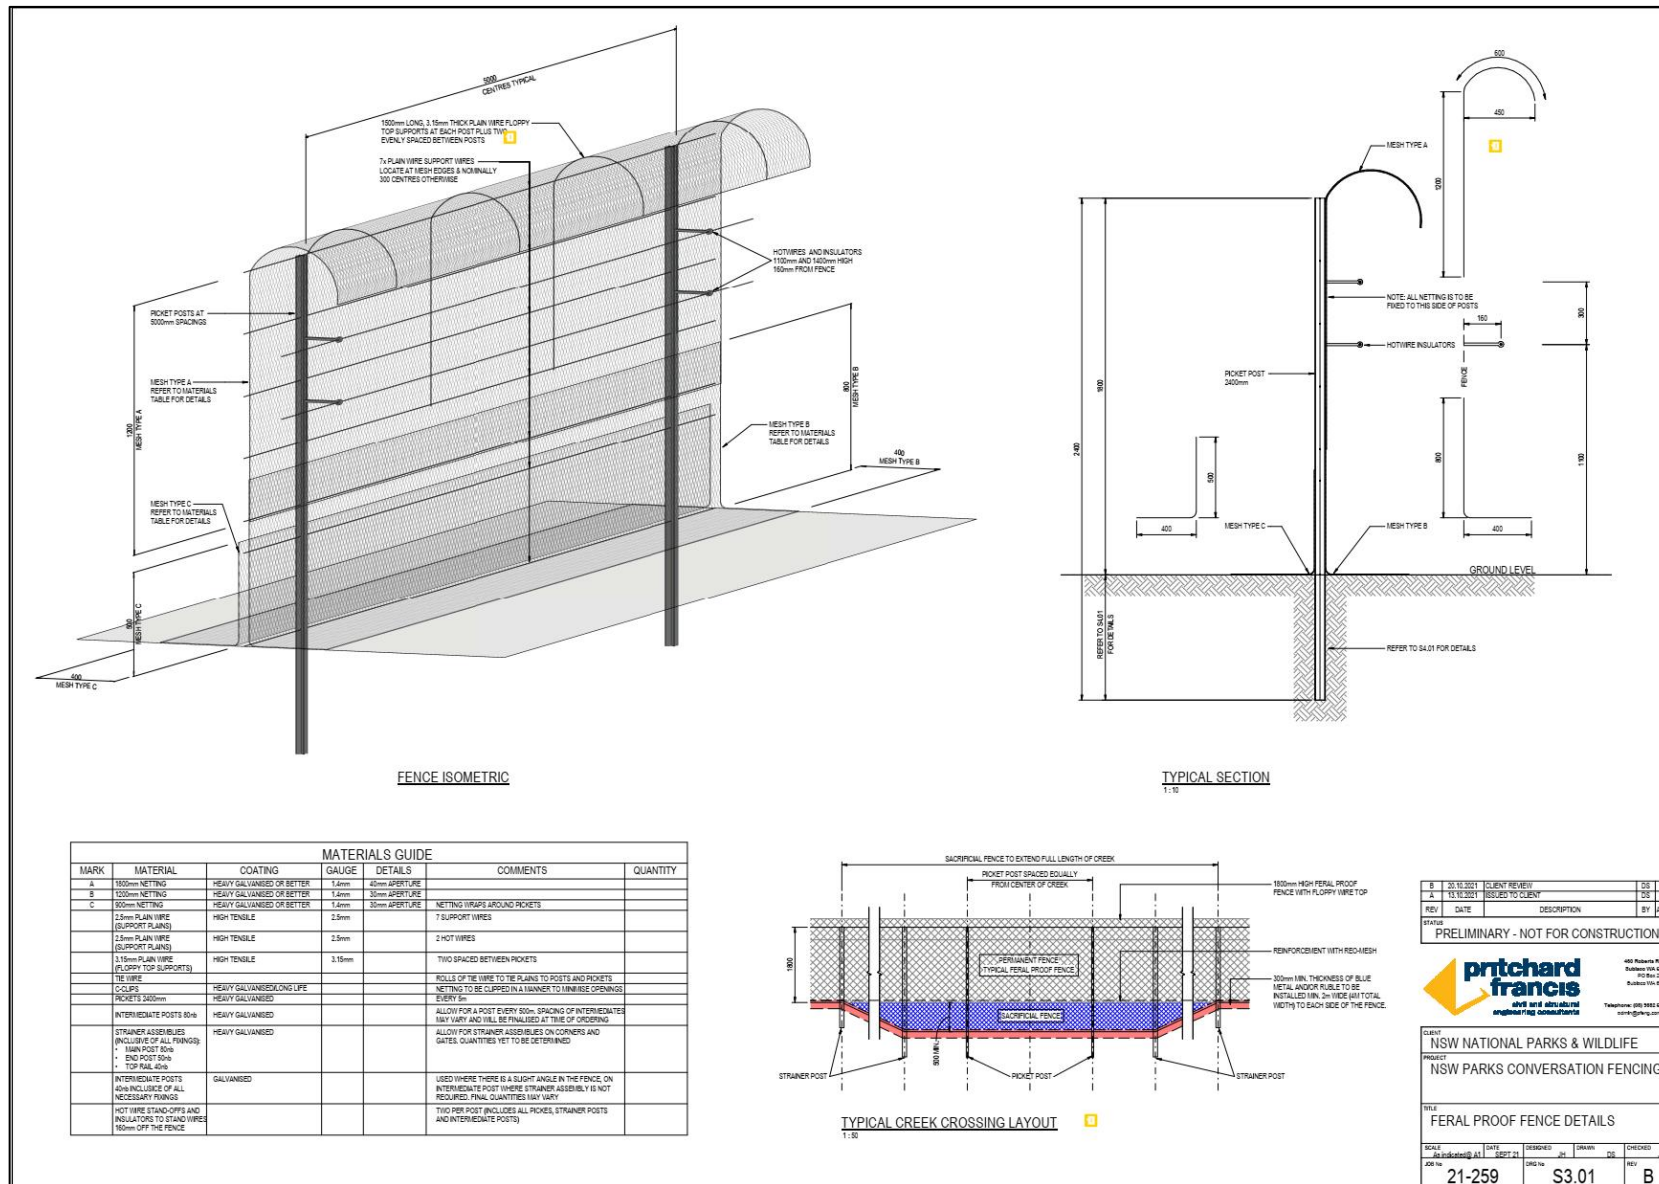 5000
CENTRES TYPICAL
1500mm LONG, 3.15mm THICK PLAIN WIRE FLOPPY
TOP SUPPORTS AT EACH POST PLUS TWO
EVENLY SPACED BETWEEN POSTS
7x PLAIN WIRE SUPPORT WIRES
LOCATE AT MESH EDGES & NOMINALLY
300 CENTRES OTHERWISE
HOTWIRES AND INSULATORS
1100mm AND 1400mm HIGH
160mm FROM FENCE
PICKET POSTS AT
5000mm SPACINGS
MESH TYPE A
REFER TO MATERIALS
TABLE FOR DETAILS
1200
MESH TYPE A
800
MESH TYPE B
MESH TYPE B
REFER TO MATERIALS
TABLE FOR DETAILS
400
MESH TYPE B
MESH TYPE C
REFER TO MATERIALS
TABLE FOR DETAILS
MESH TYPE C
400
MESH TYPE C
FENCE ISOMETRIC
600
450
MESH TYPE A
1200
NOTE: ALL NETTING IS TO BE
FIXED TO THIS SIDE OF POSTS
300
160
HOTWIRE INSULATORS
FENCE
PICKET POST
2400mm
1800
2400
500
400
800
400
1100
MESH TYPE C
MESH TYPE B
GROUND LEVEL
REFER TO S4.01
FOR DETAILS
REFER TO S4.01 FOR DETAILS
TYPICAL SECTION
1 : 10
MATERIALS GUIDE
MARK MATERIAL COATING GAUGE DETAILS COMMENTS QUANTITY
A 1800mm NETTING HEAVY GALVANISED OR BETTER 1.4mm 40mm APERTURE
B 1200mm NETTING HEAVY GALVANISED OR BETTER 1.4mm 30mm APERTURE
C 900mm NETTING HEAVY GALVANISED OR BETTER 1.4mm 30mm APERTURE NETTING WRAPS AROUND PICKETS
2.5mm PLAIN WIRE HIGH TENSILE 2.5mm 7 SUPPORT WIRES
(SUPPORT PLAINS)
2.5mm PLAIN WIRE HIGH TENSILE 2.5mm 2 HOT WIRES
(SUPPORT PLAINS)
3.15mm PLAIN WIRE HIGH TENSILE 3.15mm TWO SPACED BETWEEN PICKETS
(FLOPPY TOP SUPPORTS)
TIE WIRE ROLLS OF TIE WIRE TO TIE PLAINS TO POSTS AND PICKETS
C-CLIPS HEAVY GALVANISED/LONG LIFE NETTING TO BE CLIPPED IN A MANNER TO MINIMISE OPENINGS
PICKETS 2400mm HEAVY GALVANISED EVERY 5m
INTERMEDIATE POSTS 80nb HEAVY GALVANISED ALLOW FOR A POST EVERY 500m. SPACING OF INTERMEDIATES
MAY VARY AND WILL BE FINALISED AT TIME OF ORDERING
STRAINER ASSEMBLIES HEAVY GALVANISED ALLOW FOR STRAINER ASSEMBLIES ON CORNERS AND
(INCLUSIVE OF ALL FIXINGS): GATES. QUANTITIES YET TO BE DETERMINED
• MAIN POST 80nb
• END POST 50nb
• TOP RAIL 40nb
INTERMEDIATE POSTS GALVANISED USED WHERE THERE IS A SLIGHT ANGLE IN THE FENCE, ON
40nb INCLUSICE OF ALL INTERMEDIATE POST WHERE STRAINER ASSEMBLY IS NOT
NECESSARY FIXINGS REQUIRED. FINAL QUANTITIES MAY VARY
HOT WIRE STAND-OFFS AND TWO PER POST (INCLUDES ALL PICKES, STRAINER POSTS
INSULATORS TO STAND WIRES AND INTERMEDIATE POSTS)
160mm OFF THE FENCE
SACRIFICIAL FENCE TO EXTEND FULL LENGTH OF CREEK
PICKET POST SPACED EQUALLY
FROM CENTER OF CREEK
1800mm HIGH FERAL PROOF
FENCE WITH FLOPPY WIRE TOP
REINFORCEMENT WITH REO-MESH
300mm MIN. THICKNESS OF BLUE
METAL AND/OR RUBLE TO BE
INSTALLED MIN. 2m WIDE (4M TOTAL
WIDTH) TO EACH SIDE OF THE FENCE.
1800
PERMANENT FENCE
(TYPICAL FERAL PROOF FENCE)
SACRIFICIAL FENCE
500 MIN.
STRAINER POST
PICKET POST
STRAINER POST
TYPICAL CREEK CROSSING LAYOUT
1 : 50
B 20.10.2021 CLIENT REVIEW DS
A 13.10.2021 ISSUED TO CLIENT DS
REV DATE DESCRIPTION BY
STATUS
PRELIMINARY - NOT FOR CONSTRUCTION
pritchard
francis
civil and structural
engineering consultants
460 Roberts
Subiaco WA
PO Box
Subiaco WA
CLIENT
NSW NATIONAL PARKS & WILDLIFE
PROJECT
NSW PARKS CONVERSATION FENCING
TITLE
FERAL PROOF FENCE DETAILS
SCALE DATE DESIGNED DRAWN CHECKED
As indicated@ A1 SEPT 21 JH DS
JOB No DRG No REV
21-259 S3.01 B